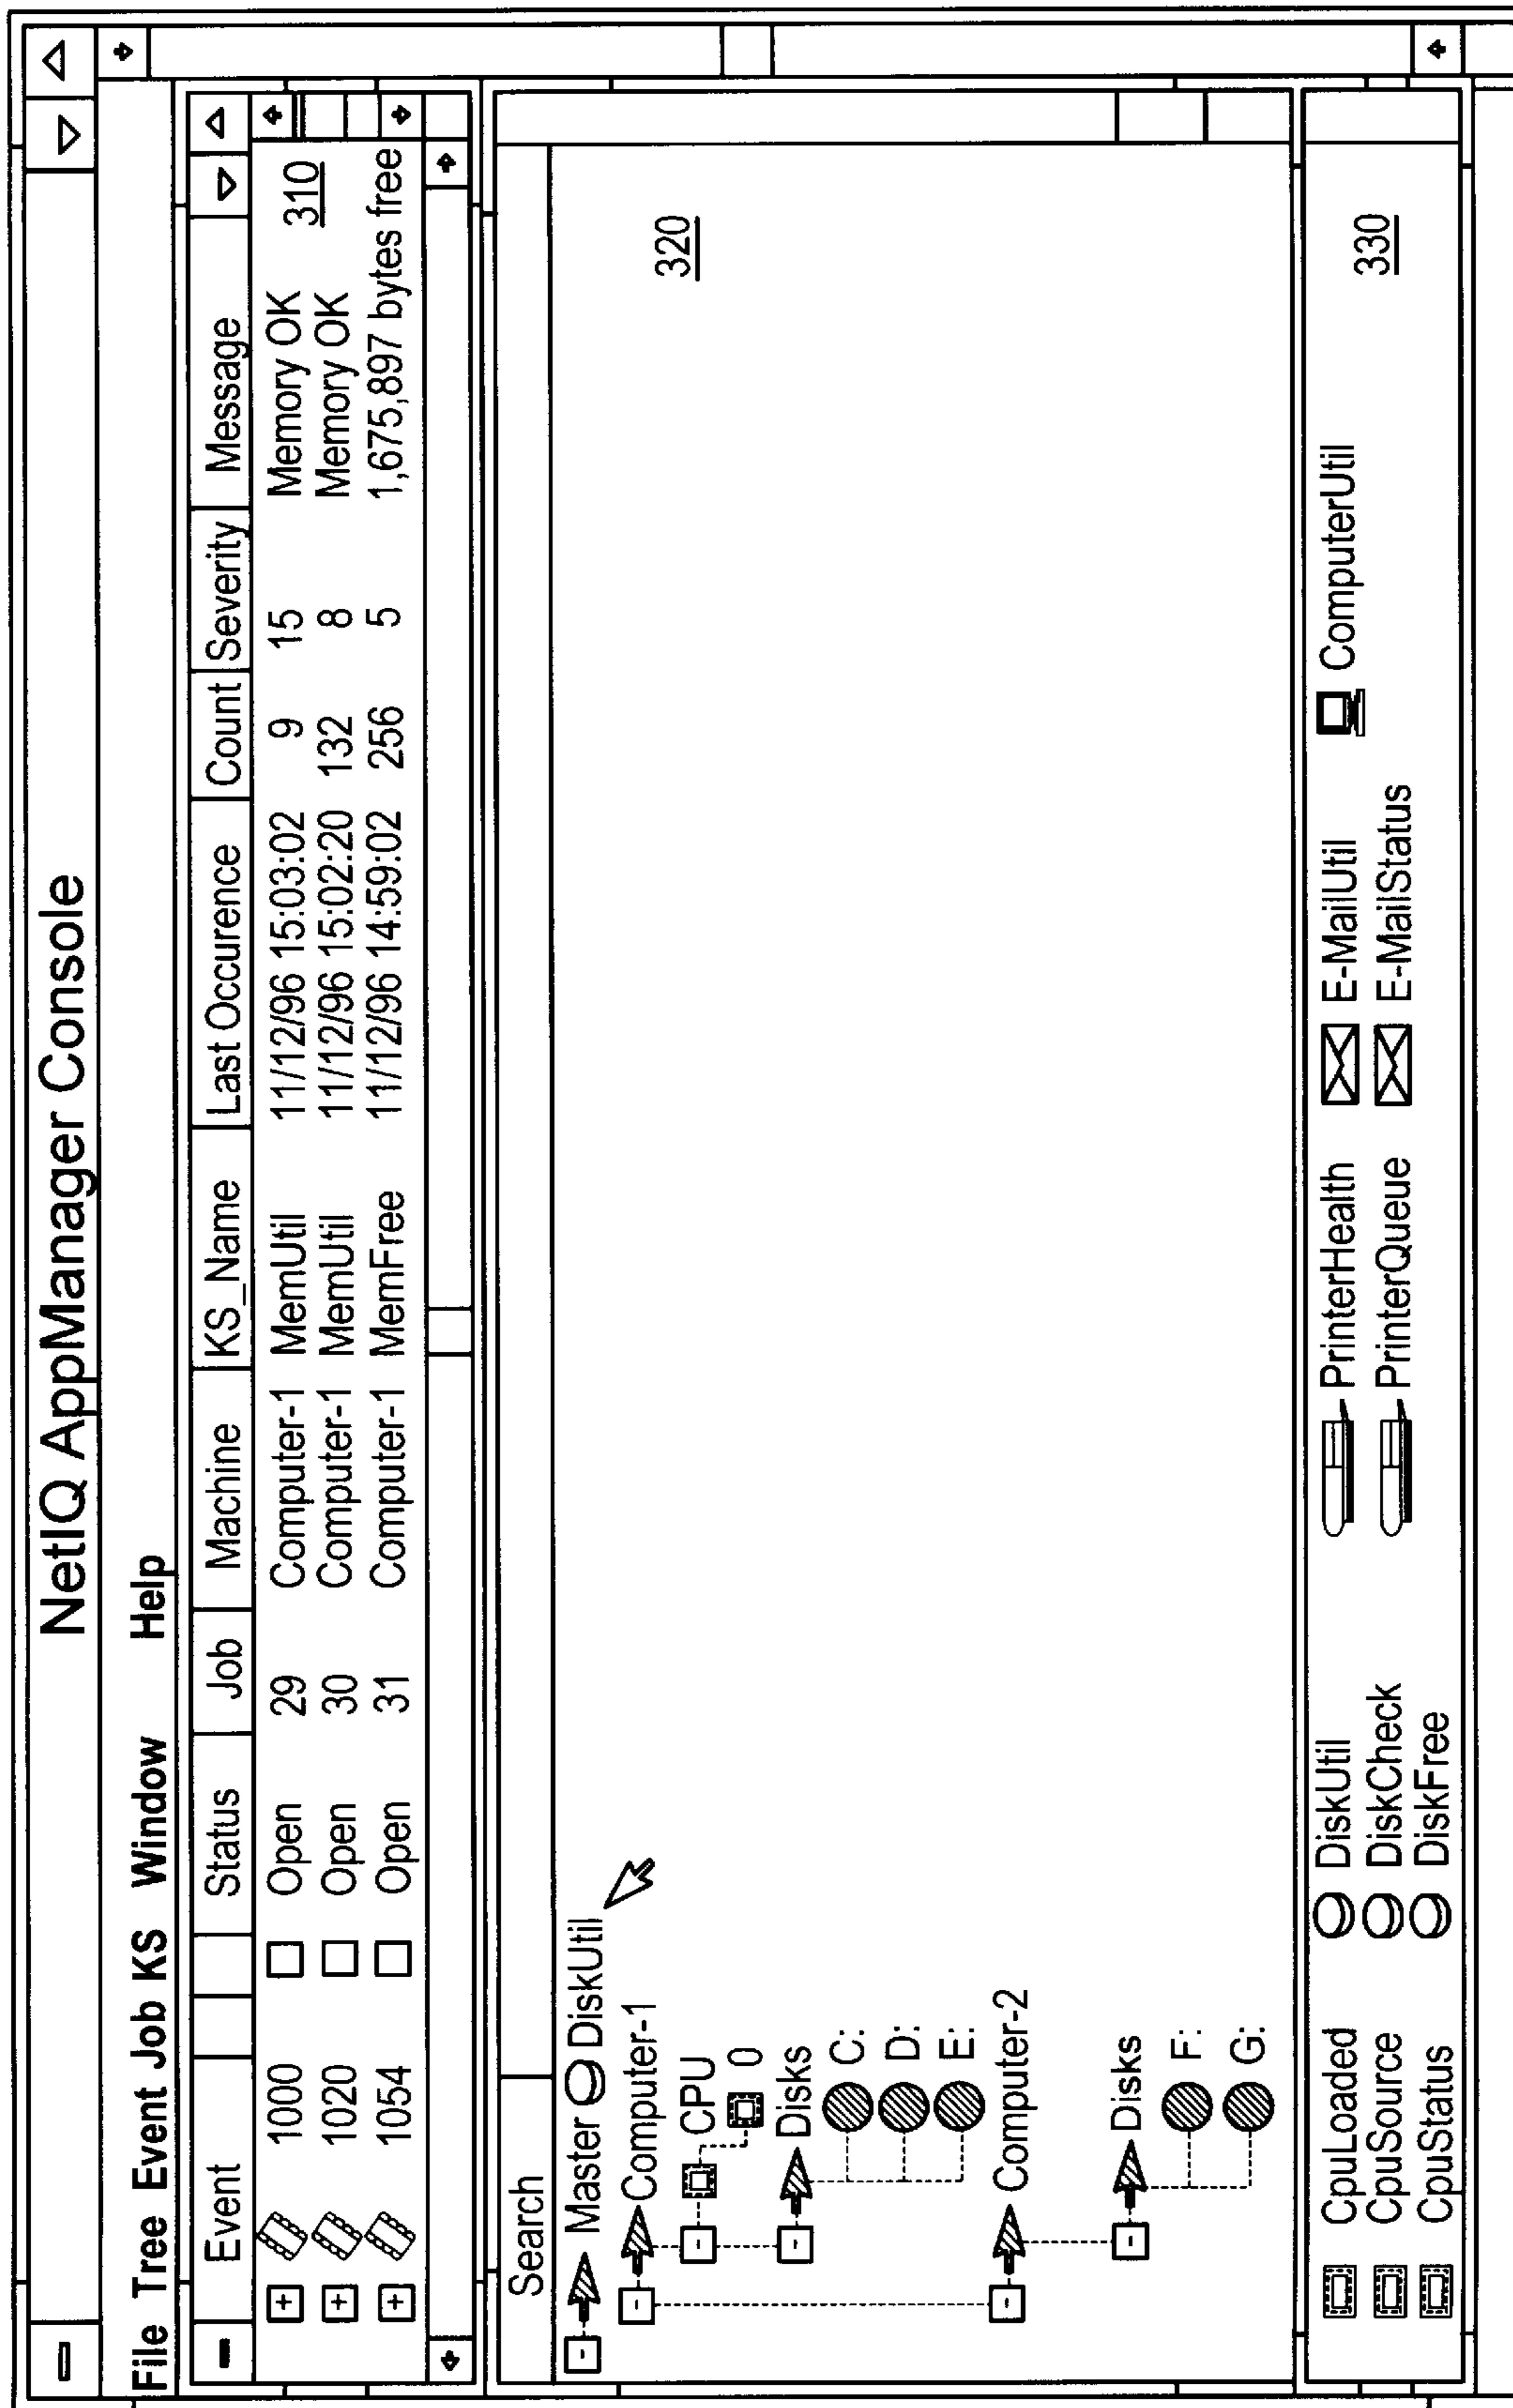 NetIQ AppManager Console
File Tree Event Job KS Window Help
Event Status Job Machine KS_Name Last Occurence Count Severity Message
1000 Open 29 Computer-1 MemUtil 11/12/96 15:03:02 9 15 Memory OK
310
1020 Open 30 Computer-1 MemUtil 11/12/96 15:02:20 132 8 Memory OK
1054 Open 31 Computer-1 MemFree 11/12/96 14:59:02 256 5 1,675,897 bytes free
Search
Master DiskUtil
Computer-1
320
CPU
0
Disks
C:
D:
E:
Computer-2
Disks
F:
G:
CpuLoaded DiskUtil PrinterHealth E-MailUtil ComputerUtil
CpuSource DiskCheck PrinterQueue E-MailStatus
330
CpuStatus DiskFree